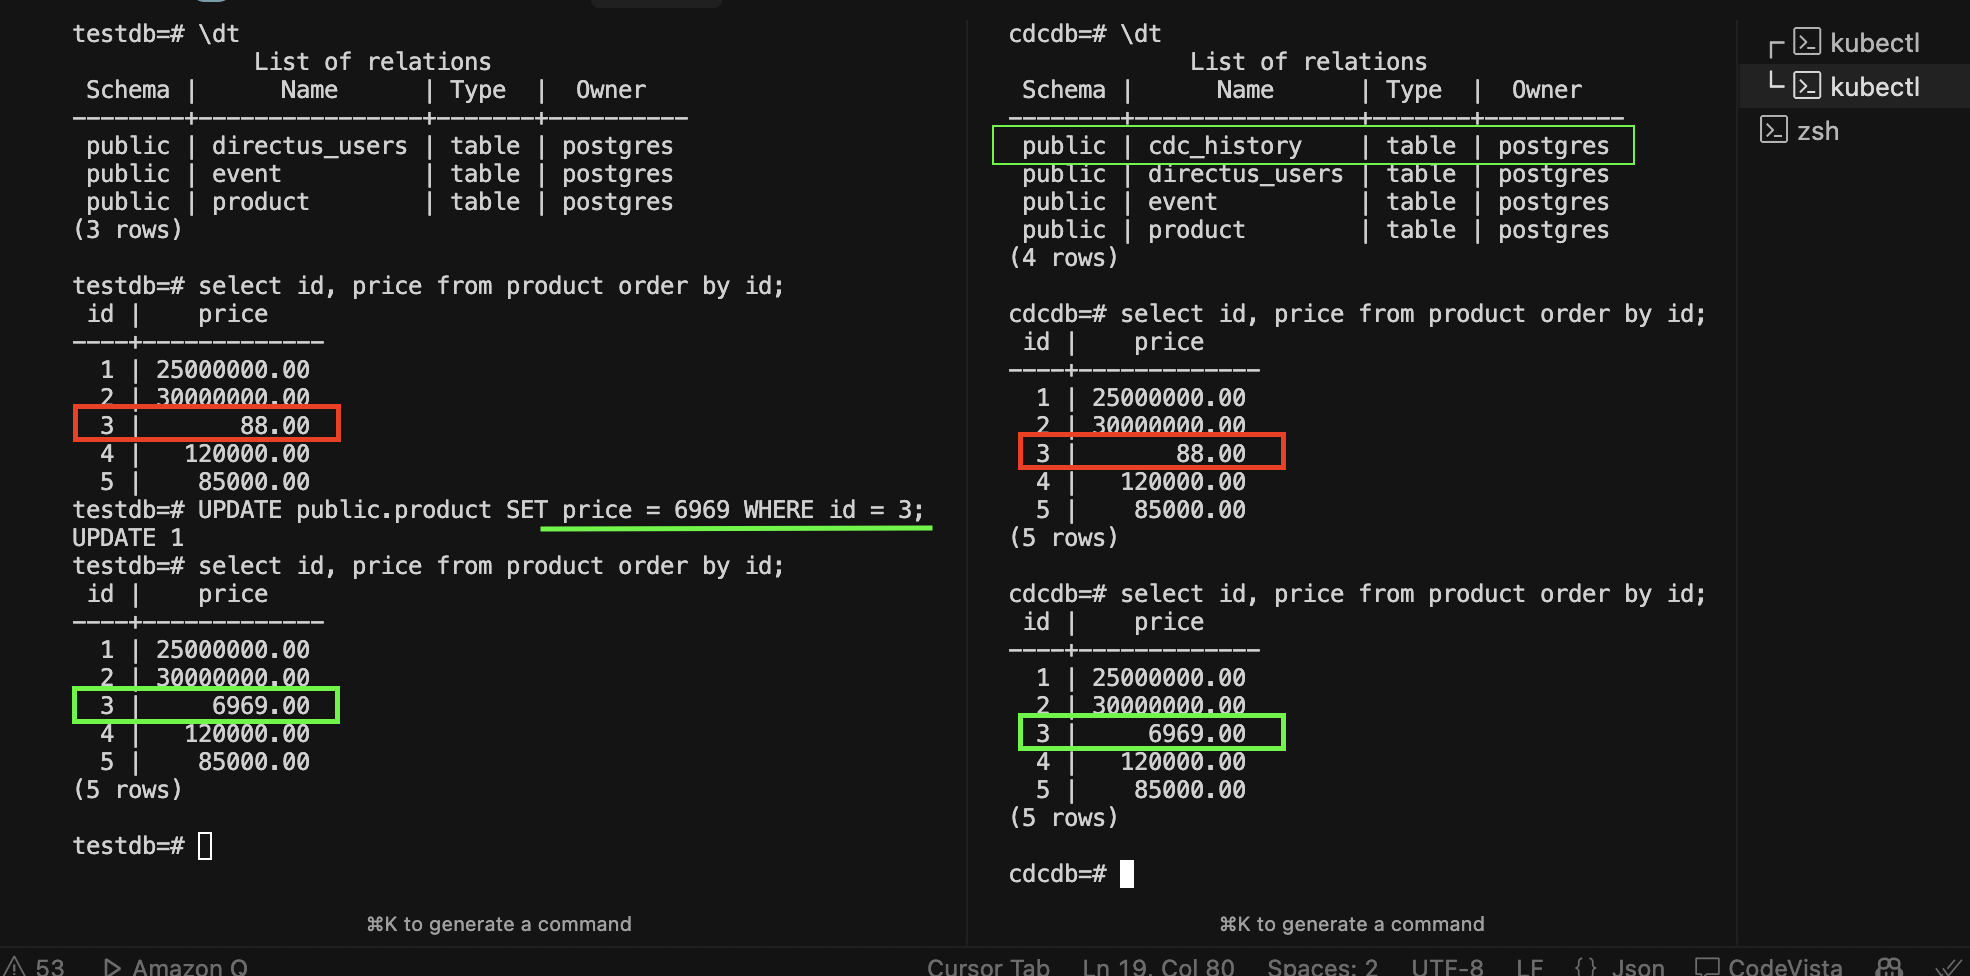 testdb=# \dt
List of relations
Schema | Name | Type | Owner
--------+----------------+-------+----------
public | directus_users | table | postgres
public | event | table | postgres
public | product | table | postgres
(3 rows)
testdb=# select id, price from product order by id;
id | price
----+-------------
1 | 25000000.00
2 | 30000000.00
3 | 88.00
4 | 120000.00
5 | 85000.00
testdb=# UPDATE public.product SET price = 6969 WHERE id = 3;
UPDATE 1
testdb=# select id, price from product order by id;
id | price
----+-------------
1 | 25000000.00
2 | 30000000.00
3 | 6969.00
4 | 120000.00
5 | 85000.00
(5 rows)
testdb=#
⌘K to generate a command
cdcdb=# \dt
List of relations
Schema | Name | Type | Owner
--------+----------------+-------+----------
public | cdc_history | table | postgres
public | directus_users | table | postgres
public | event | table | postgres
public | product | table | postgres
(4 rows)
cdcdb=# select id, price from product order by id;
id | price
----+-------------
1 | 25000000.00
2 | 30000000.00
3 | 88.00
4 | 120000.00
5 | 85000.00
(5 rows)
cdcdb=# select id, price from product order by id;
id | price
----+-------------
1 | 25000000.00
2 | 30000000.00
3 | 6969.00
4 | 120000.00
5 | 85000.00
(5 rows)
cdcdb=#
⌘K to generate a command
kubectl
kubectl
zsh
53 Amazon Q Cursor Tab Ln 19, Col 80 Spaces: 2 UTF-8 LF {} Json CodeVista